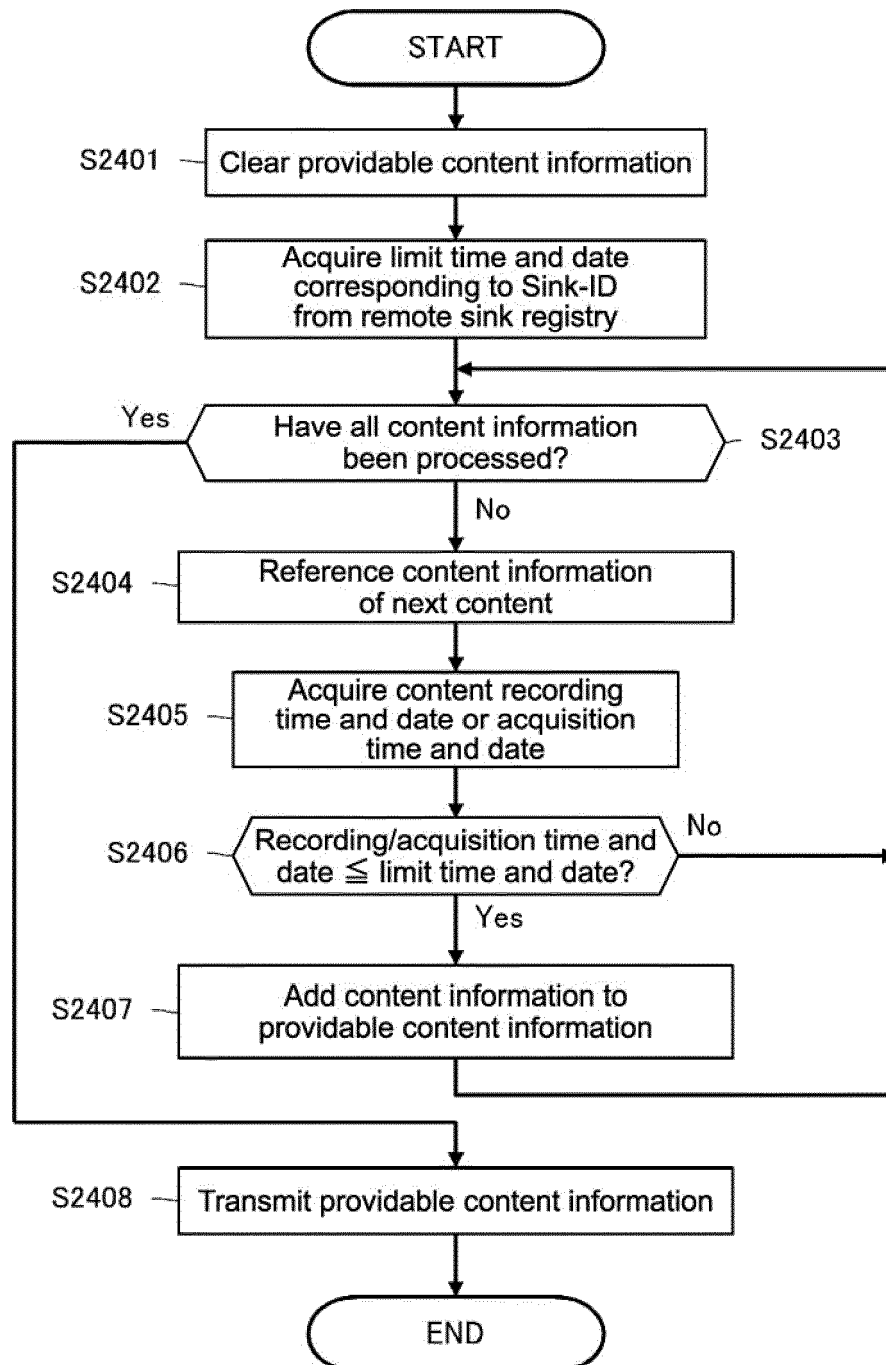 START
S2401
Clear providable content information
S2402
Acquire limit time and date
corresponding to Sink-ID
from remote sink registry
Yes
Have all content information
been processed?
S2403
No
S2404
Reference content information
of next content
S2405
Acquire content recording
time and date or acquisition
time and date
S2406
Recording/acquisition time and
date ≦ limit time and date?
No
Yes
S2407
Add content information to
providable content information
S2408
Transmit providable content information
END